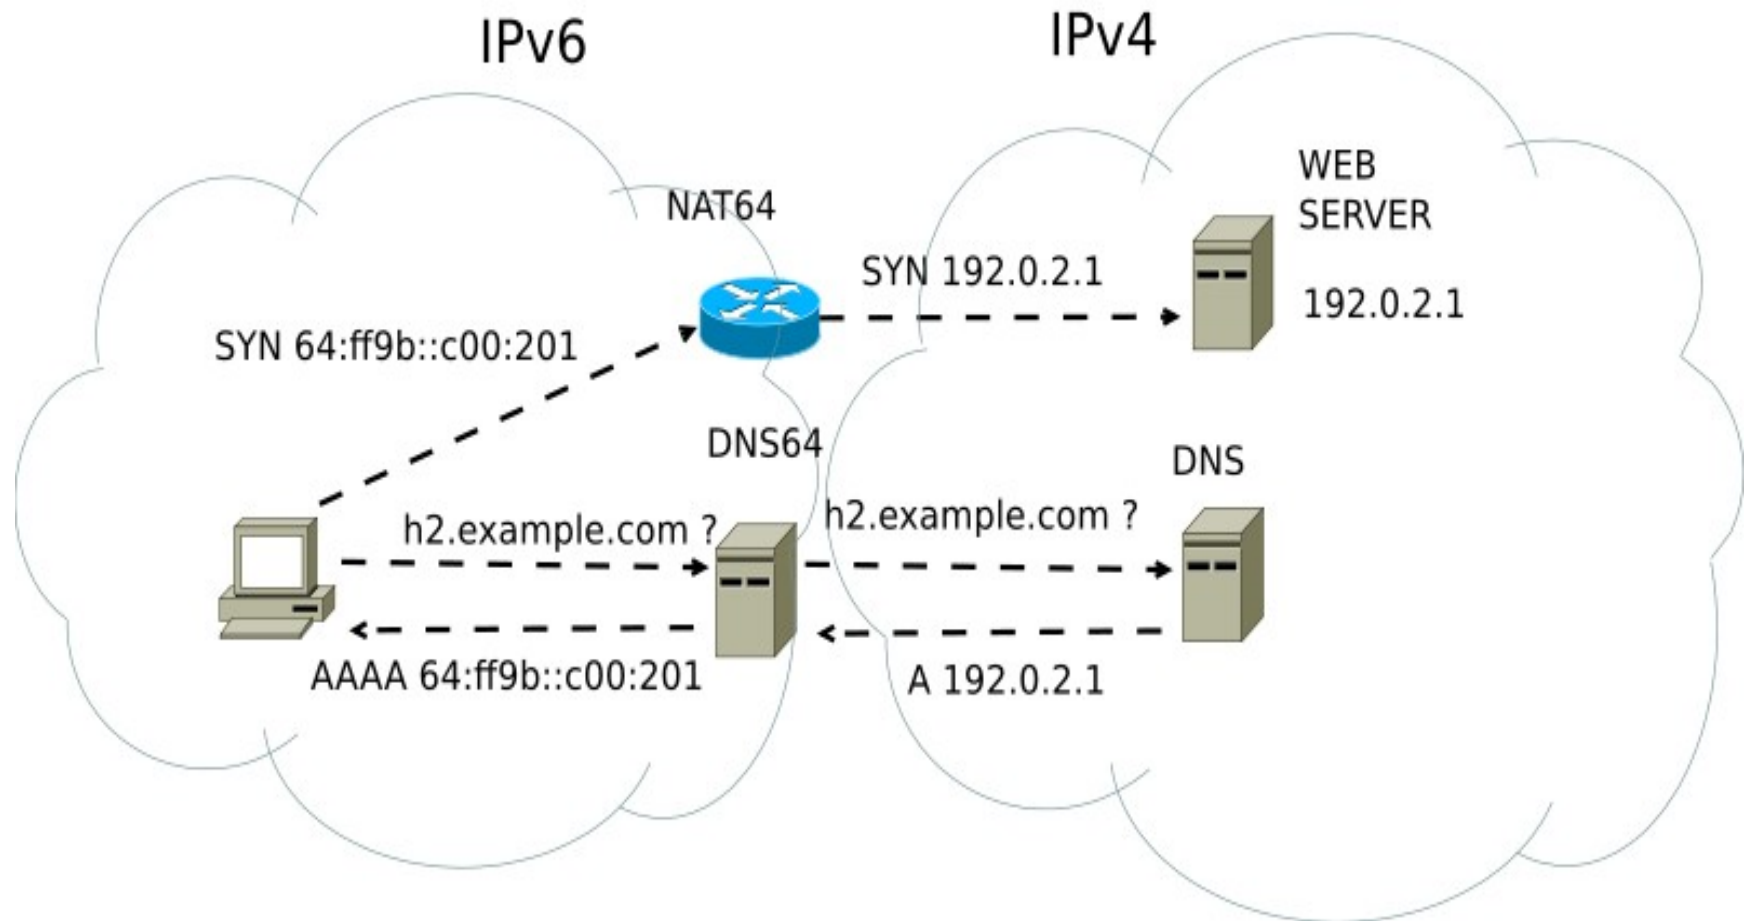 IPv6
IPv4
WEB
SERVER
NAT64
SYN 192.0.2.1
192.0.2.1
SYN 64:ff9b::c00:201
DNS64
DNS
h2.example.com ?
h2.example.com ?
AAAA 64:ff9b::c00:201
A 192.0.2.1